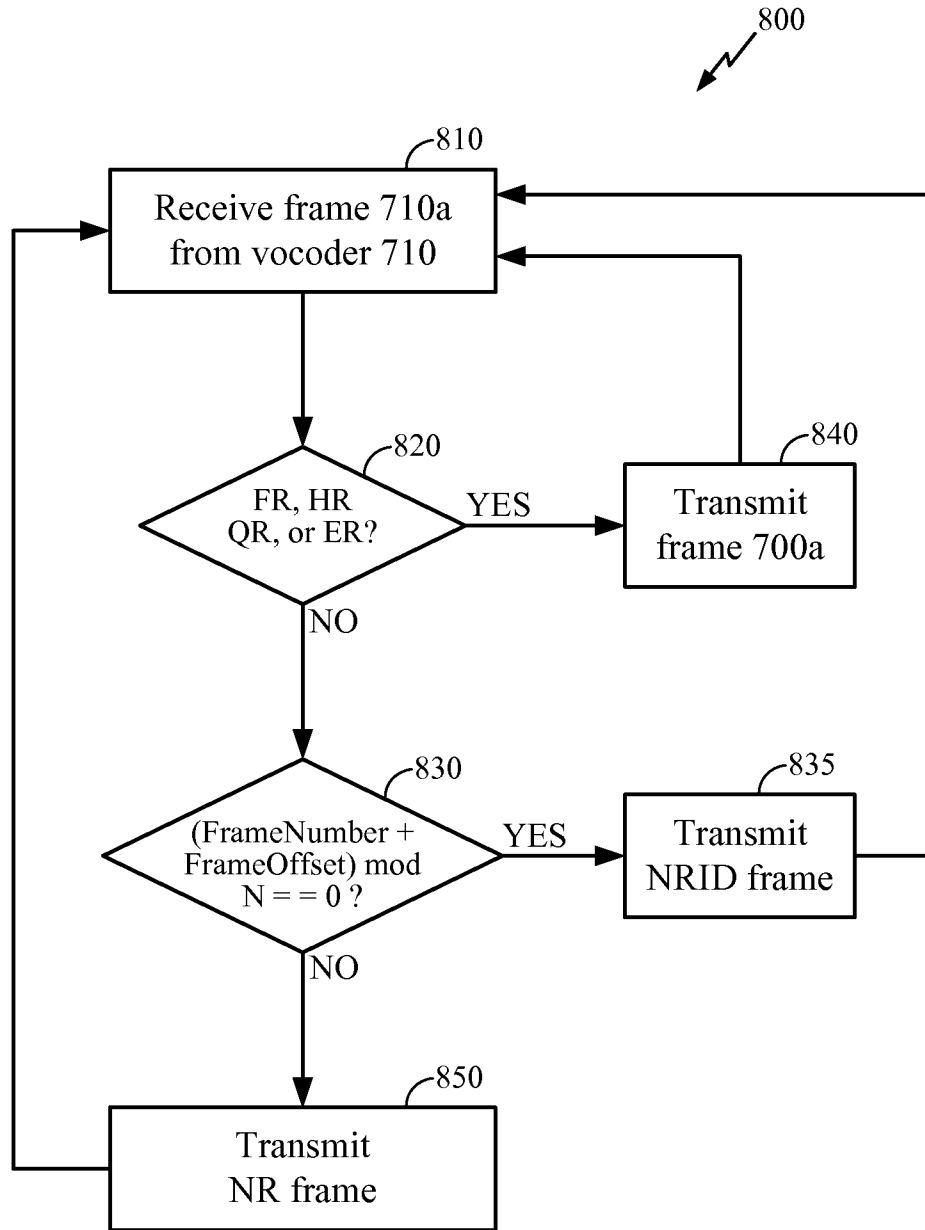 800
810
Receive frame 710a
from vocoder 710
820
FR, HR
QR, or ER?
YES
840
Transmit
frame 700a
NO
830
(FrameNumber +
FrameOffset) mod
N = = 0 ?
YES
835
Transmit
NRID frame
NO
850
Transmit
NR frame